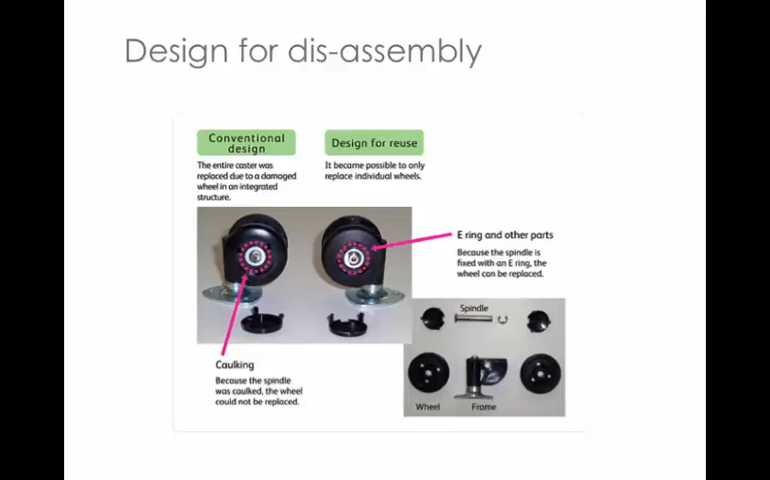 Design for dis-assembly
Conventional
design
Design for reuse
The entire caster was
replaced due to a damaged
wheel in an integrated
structure.
It became possible to only
replace individual wheels.
E ring and other parts
Because the spindle is
fixed with an E ring, the
wheel can be replaced.
Spindle
Caulking
Because the spindle
was caulked, the wheel
could not be replaced.
Wheel
Frame